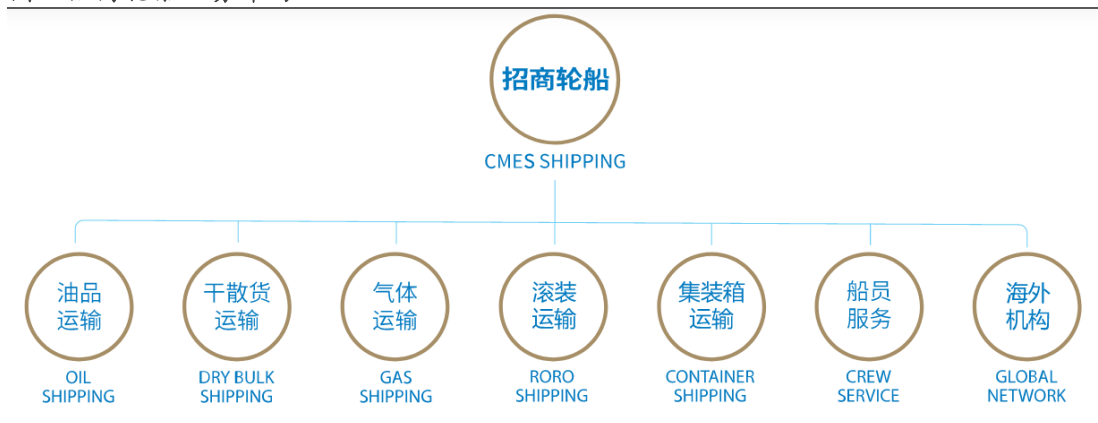 招商轮船
CMES SHIPPING
油品
运输
OIL
SHIPPING
干散货
运输
DRY BULK
SHIPPING
气体
运输
GAS
SHIPPING
滚装
运输
RORO
SHIPPING
集装箱
运输
CONTAINER
SHIPPING
船员
服务
CREW
SERVICE
海外
机构
GLOBAL
NETWORK